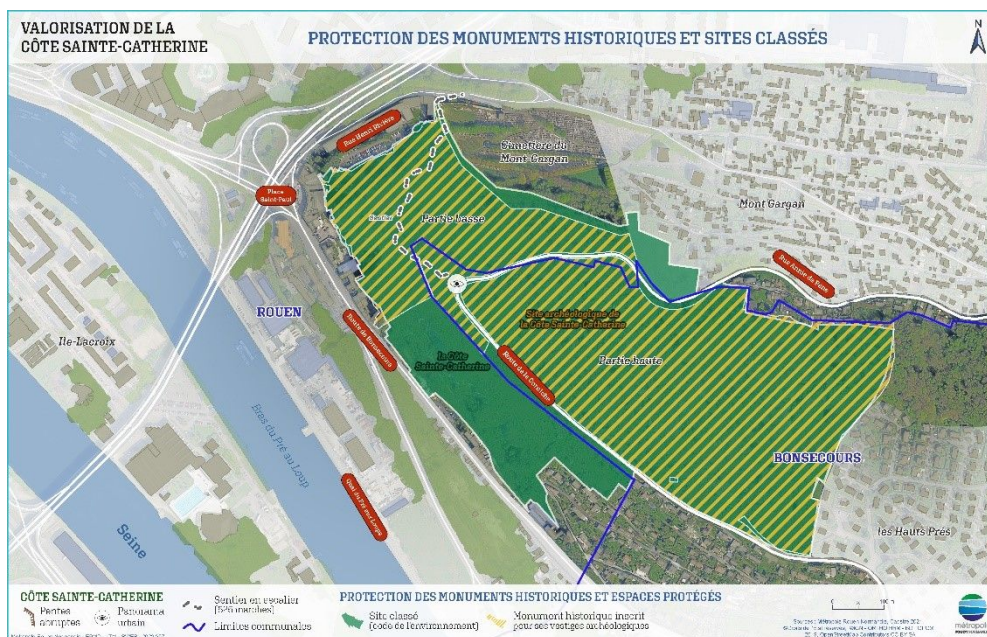 VALORISATION DE LA
CÔTE SAINTE-CATHERINE
PROTECTION DES MONUMENTS HISTORIQUES ET SITES CLASSÉS
N
Rue Henri Rivière
Cimetière du
Mont Gargan
Place
Saint-Paul
Partie basse
Mont Gargan
Rue Annie de Pène
ROUEN
Site archéologique de
la Côte Sainte-Catherine
Ile-Lacroix
Route de Bonsecours
la Côte
Sainte-Catherine
Route de la Corniche
Partie haute
Bras du Pré au Loup
BONSECOURS
Quai du Pré aux Loups
les Hauts Prés
Seine
CÔTE SAINTE-CATHERINE
Pentes
abruptes
Panorama
urbain
Sentier en escalier
(526 marches)
Limites communales
PROTECTION DES MONUMENTS HISTORIQUES ET ESPACES PROTÉGÉS
Site classé
(code de l'environnement)
Monument historique inscrit
pour ses vestiges archéologiques
0
100 m
métropole